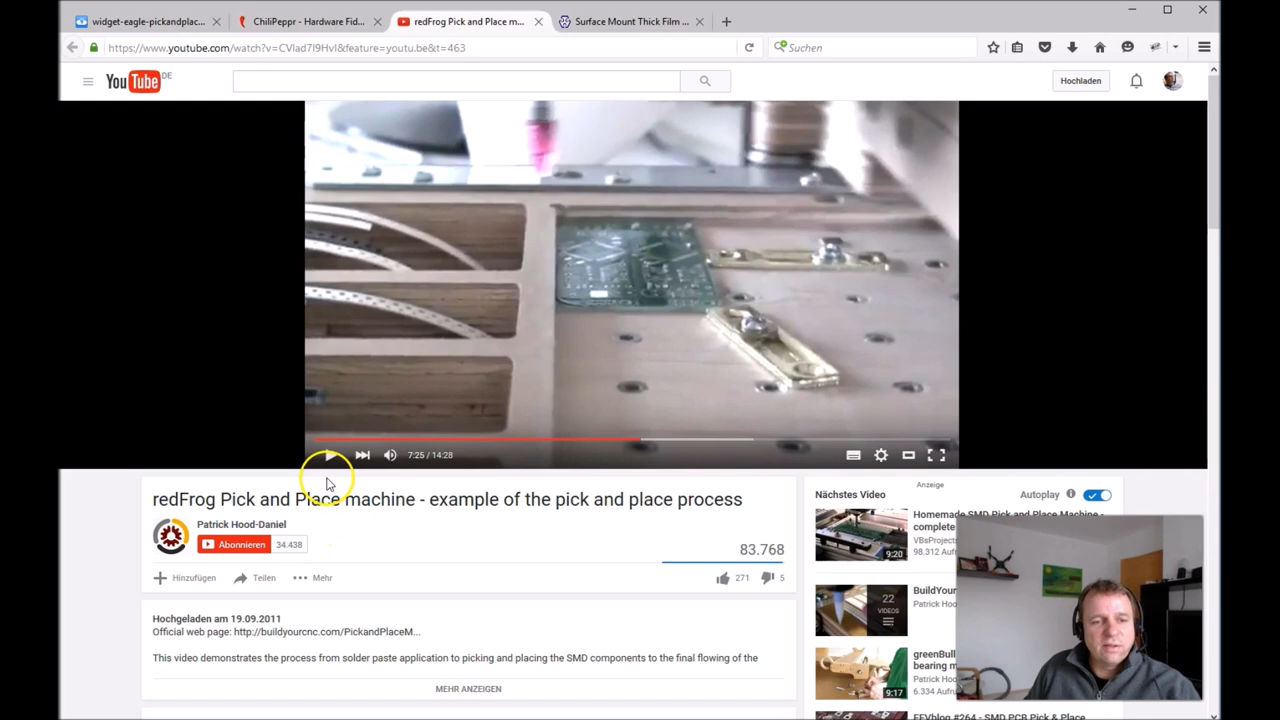 widget-eagle-pickandplac...
ChiliPeppr - Hardware Fid...
redFrog Pick and Place m...
Surface Mount Thick Film ...
https://www.youtube.com/watch?v=CVlad7I9HvI&feature=youtu.be&t=463
Suchen
YouTube DE
Hochladen
7:25 / 14:28
redFrog Pick and Place machine - example of the pick and place process
Patrick Hood-Daniel
Abonnieren 34.438
83.768
Hinzufügen Teilen Mehr
271 5
Hochgeladen am 19.09.2011
Official web page: http://buildyourcnc.com/PickandPlaceM...
This video demonstrates the process from solder paste application to picking and placing the SMD components to the final flowing of the
MEHR ANZEIGEN
Anzeige
Nächstes Video Autoplay
Homemade SMD Pick and Place Machine -
complete
VBsProjects
98.312 Aufr
9:20
BuildYour
Patrick Hood
22
VIDEOS
greenBull
bearing m
Patrick Hood
6.334 Aufr
9:17
EEVblog #264 - SMD PCB Pick & Place